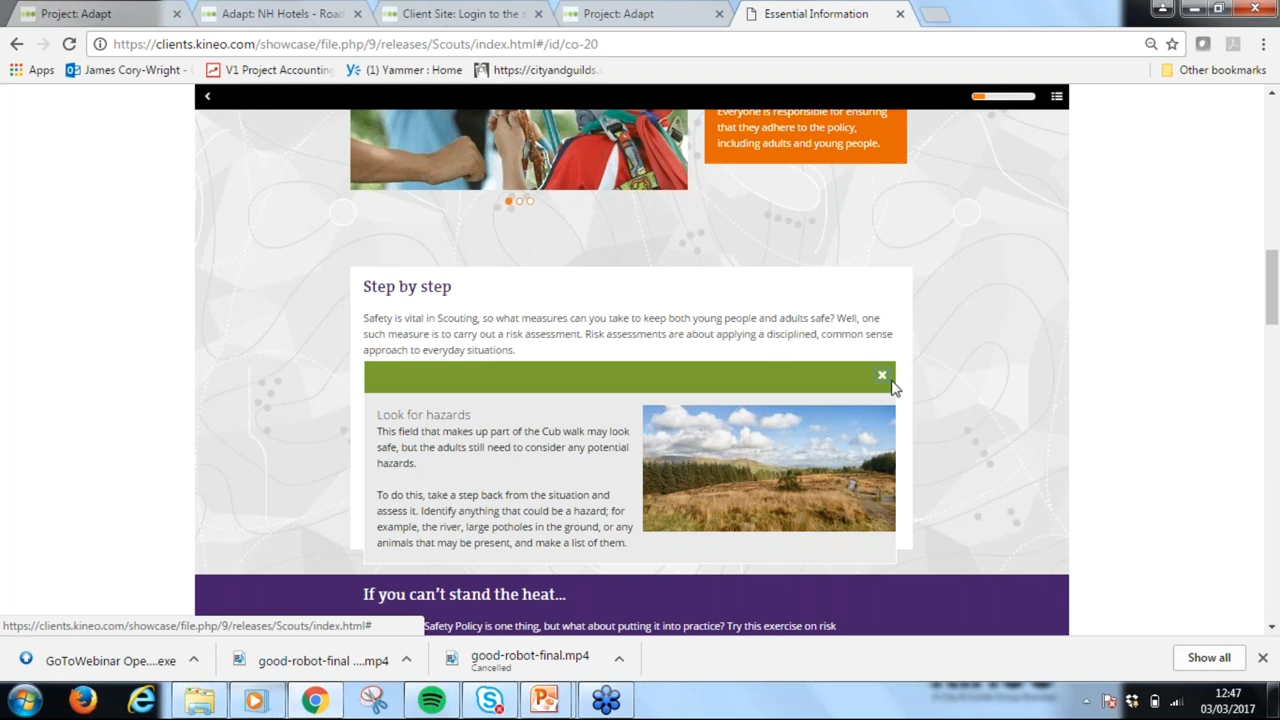 Project: Adapt
Adapt: NH Hotels - Road
Client Site: Login to the s
Project: Adapt
Essential Information
https://clients.kineo.com/showcase/file.php/9/releases/Scouts/index.html#/id/co-20
Apps
James Cory-Wright -
V1 Project Accounting
(1) Yammer : Home
https://cityandguilds.
Other bookmarks
Everyone is responsible for ensuring
that they adhere to the policy,
including adults and young people.
Step by step
Safety is vital in Scouting, so what measures can you take to keep both young people and adults safe? Well, one
such measure is to carry out a risk assessment. Risk assessments are about applying a disciplined, common sense
approach to everyday situations.
Look for hazards
This field that makes up part of the Cub walk may look
safe, but the adults still need to consider any potential
hazards.
To do this, take a step back from the situation and
assess it. Identify anything that could be a hazard; for
example, the river, large potholes in the ground, or any
animals that may be present, and make a list of them.
If you can't stand the heat...
https://clients.kineo.com/showcase/file.php/9/releases/Scouts/index.html#
Safety Policy is one thing, but what about putting it into practice? Try this exercise on risk
GoToWebinar Ope....exe
good-robot-final ....mp4
good-robot-final.mp4
Cancelled
Show all
12:47
03/03/2017